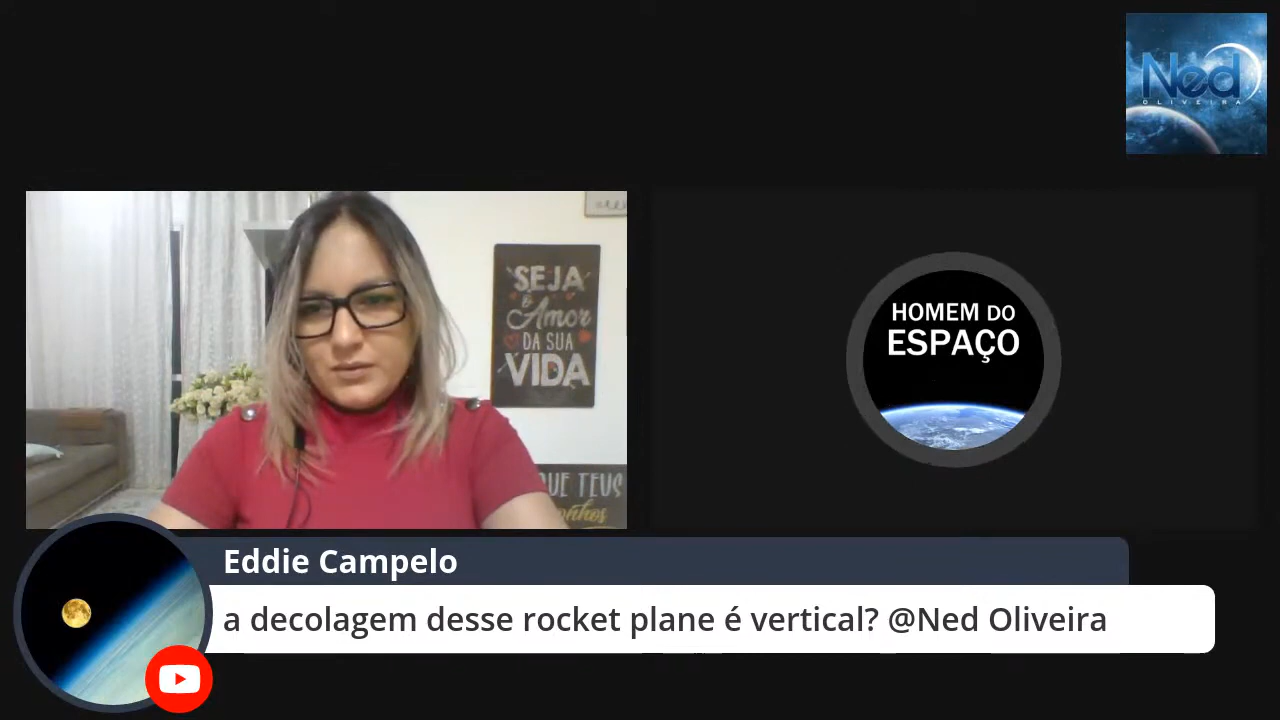 Ned
OLIVEIRA
SEJA
o
Amor
DA SUA
VIDA
QUE TEUS
HOMEM DO
ESPAÇO
Eddie Campelo
a decolagem desse rocket plane é vertical? @Ned Oliveira